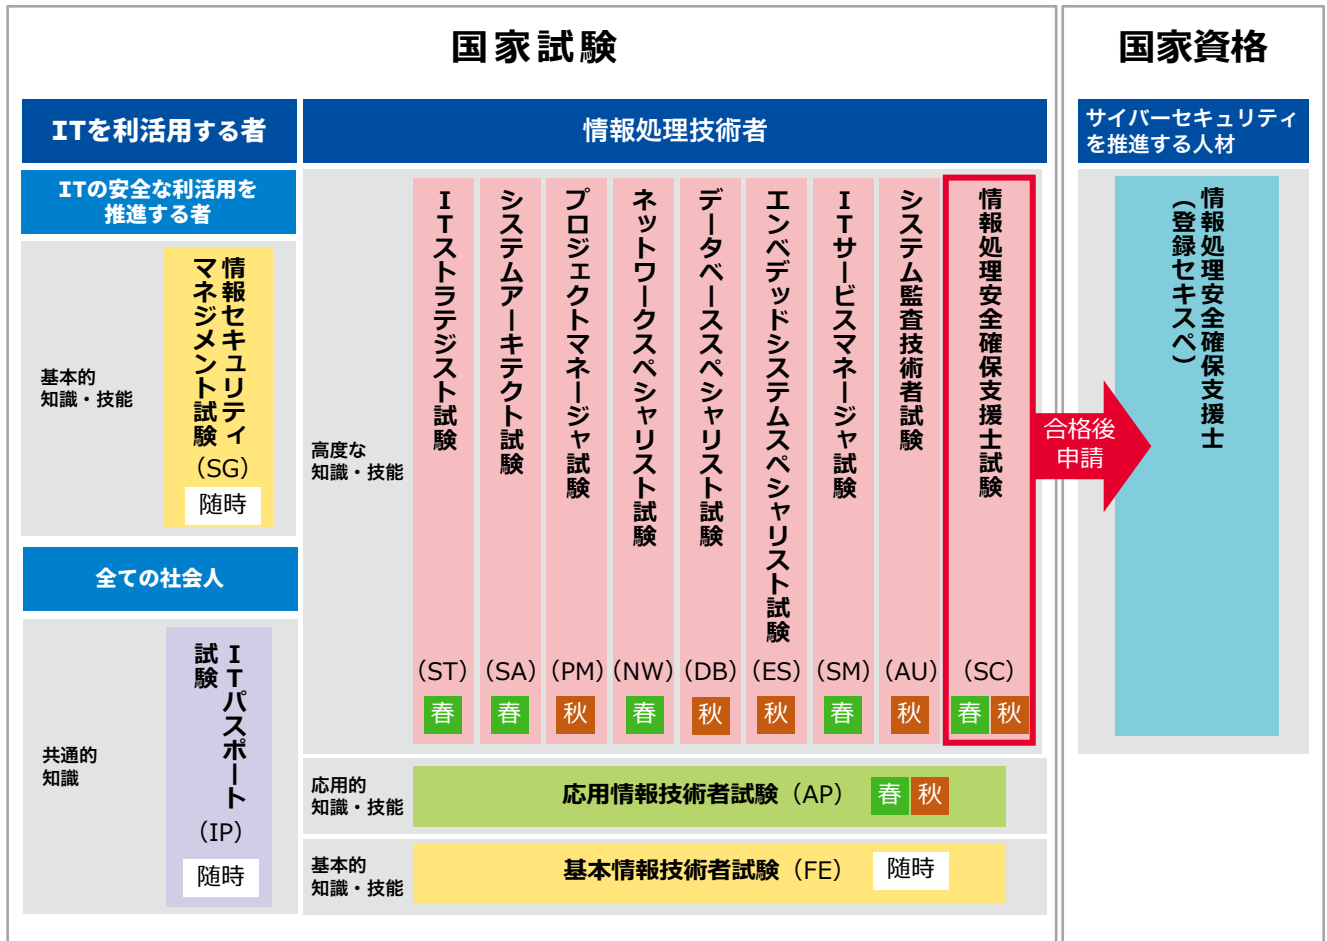 国家試験
国家資格
ITを利活用する者
情報処理技術者
サイバーセキュリティ
を推進する人材
ITの安全な利活用を
推進する者
基本的
知識・技能
情報セキュリティ
マネジメント試験
（SG）
随時
全ての社会人
共通的
知識
ITパスポート
試験
（IP）
随時
高度な
知識・技能
ITストラテジスト試験
（ST）
春
システムアーキテクト試験
（SA）
春
プロジェクトマネージャ試験
（PM）
秋
ネットワークスペシャリスト試験
（NW）
春
データベーススペシャリスト試験
（DB）
秋
エンベデッドシステムスペシャリスト試験
（ES）
秋
ITサービスマネージャ試験
（SM）
春
システム監査技術者試験
（AU）
秋
情報処理安全確保支援士試験
（SC）
春 秋
合格後
申請
情報処理安全確保支援士
（登録セキスペ）
応用的
知識・技能
応用情報技術者試験（AP） 春 秋
基本的
知識・技能
基本情報技術者試験（FE） 随時